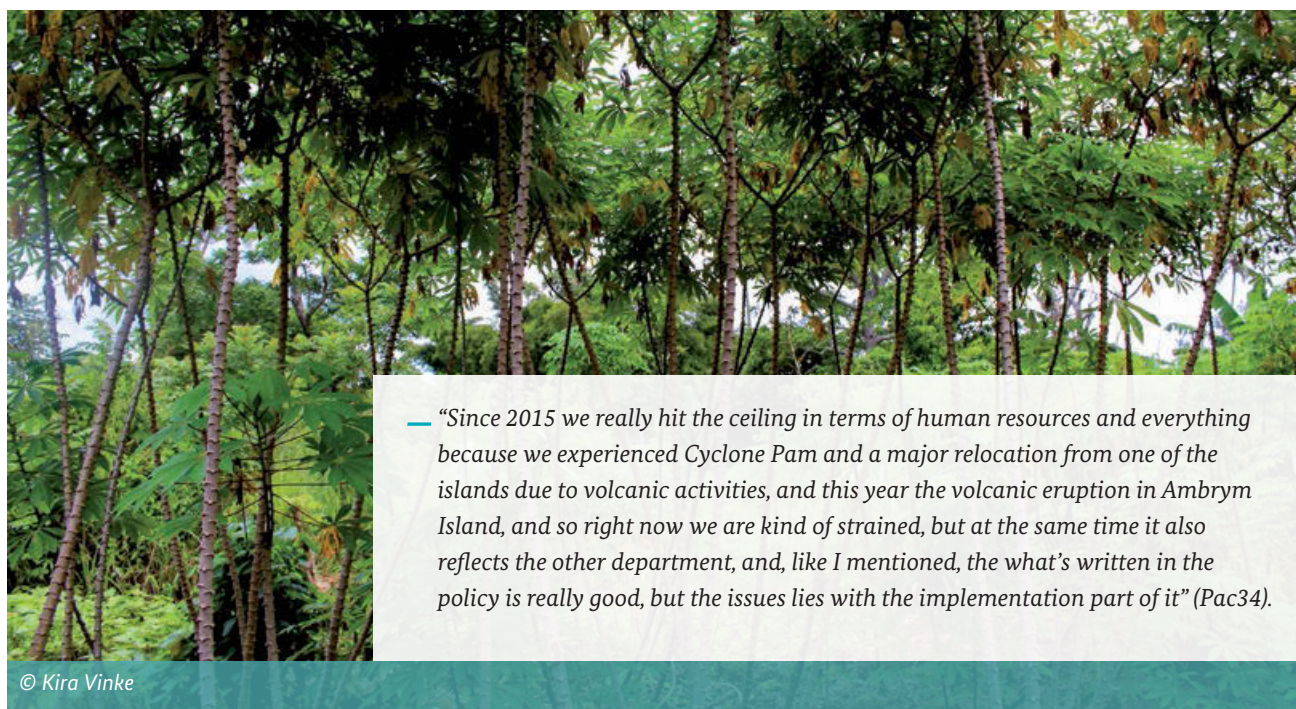 “Since 2015 we really hit the ceiling in terms of human resources and everything
because we experienced Cyclone Pam and a major relocation from one of the
islands due to volcanic activities, and this year the volcanic eruption in Ambrym
Island, and so right now we are kind of strained, but at the same time it also
reflects the other department, and, like I mentioned, the what’s written in the
policy is really good, but the issues lies with the implementation part of it” (Pac34).
© Kira Vinke